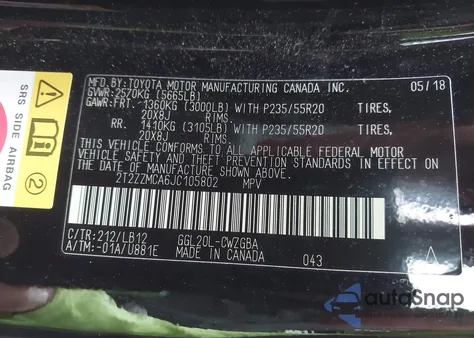 MFD.BY:TOYOTA MOTOR MANUFACTURING CANADA INC. 05/18
GVWR:2570KG (5665LB)
GAWR:FRT. 1360KG (3000LB) WITH P235/55R20 TIRES,
20X8J RIMS.
RR. 1410KG (3105LB) WITH P235/55R20 TIRES,
20X8J RIMS.
THIS VEHICLE CONFORMS TO ALL APPLICABLE FEDERAL MOTOR
VEHICLE SAFETY STANDARDS IN EFFECT ON THE DATE OF
MANUFACTURE SHOWN ABOVE.
2T2ZZMCA6JC105802 MPV
C/TR:212/LB12 GGL20L-CWZGBA
A/TM:-01A/U881E MADE IN CANADA 043
SRS SIDE AIRBAG
2
autoSnap